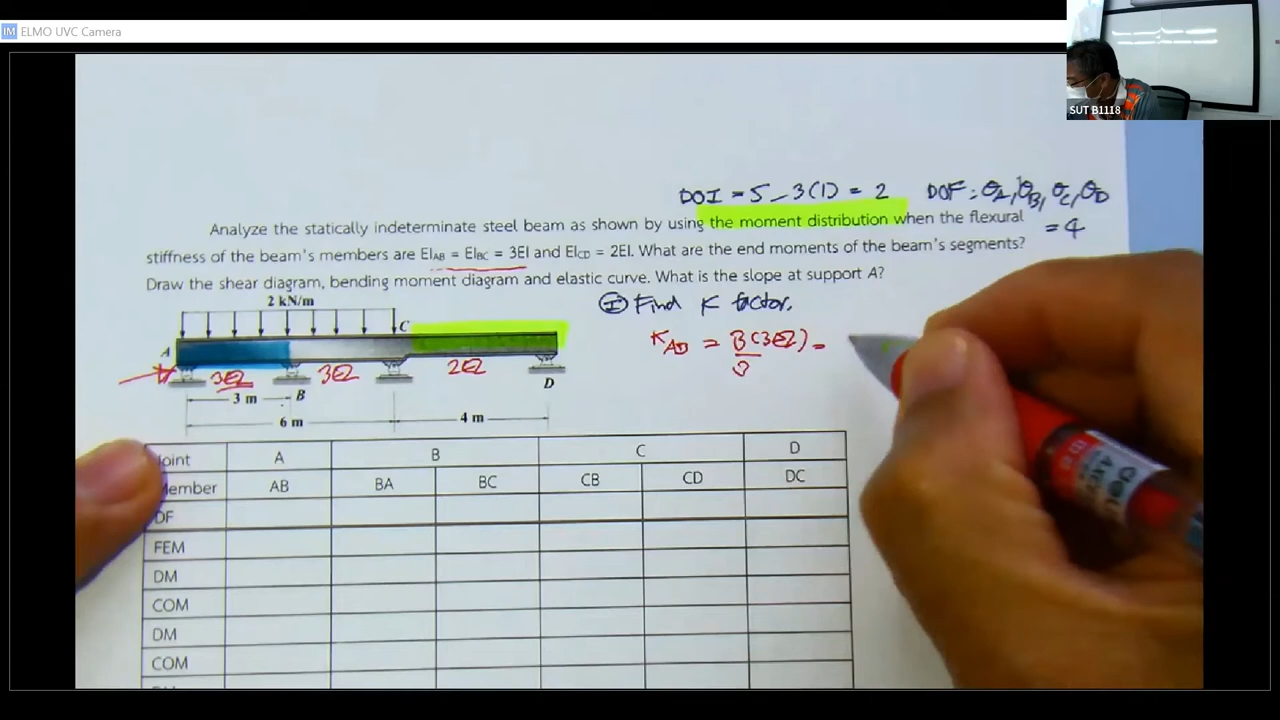 IM ELMO UVC Camera
SUT B1118
DOI = 5 - 3(1) = 2 DOF: θA, θB, θC, θD
= 4
Analyze the statically indeterminate steel beam as shown by using the moment distribution when the flexural
stiffness of the beam's members are EIAB = EIBC = 3EI and EICD = 2EI. What are the end moments of the beam's segments?
Draw the shear diagram, bending moment diagram and elastic curve. What is the slope at support A?
2 kN/m
A
C
3EI
3EI
2EI
B
D
3 m
6 m
4 m
I Find K factor.
KAB = 3(3EI) =
3
Joint A B C D
Member AB BA BC CB CD DC
DF
FEM
DM
COM
DM
COM